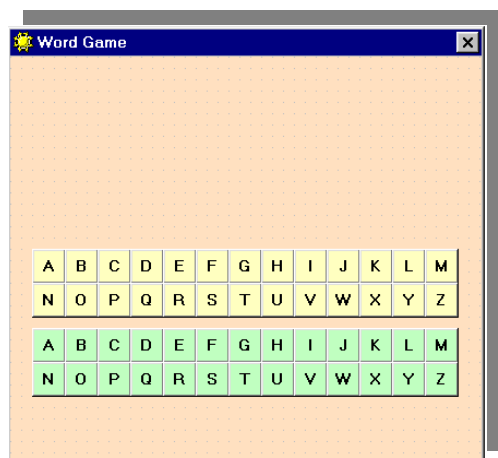 Word Game
A B C D E F G H I J K L M
N O P Q R S T U V W X Y Z
A B C D E F G H I J K L M
N O P Q R S T U V W X Y Z